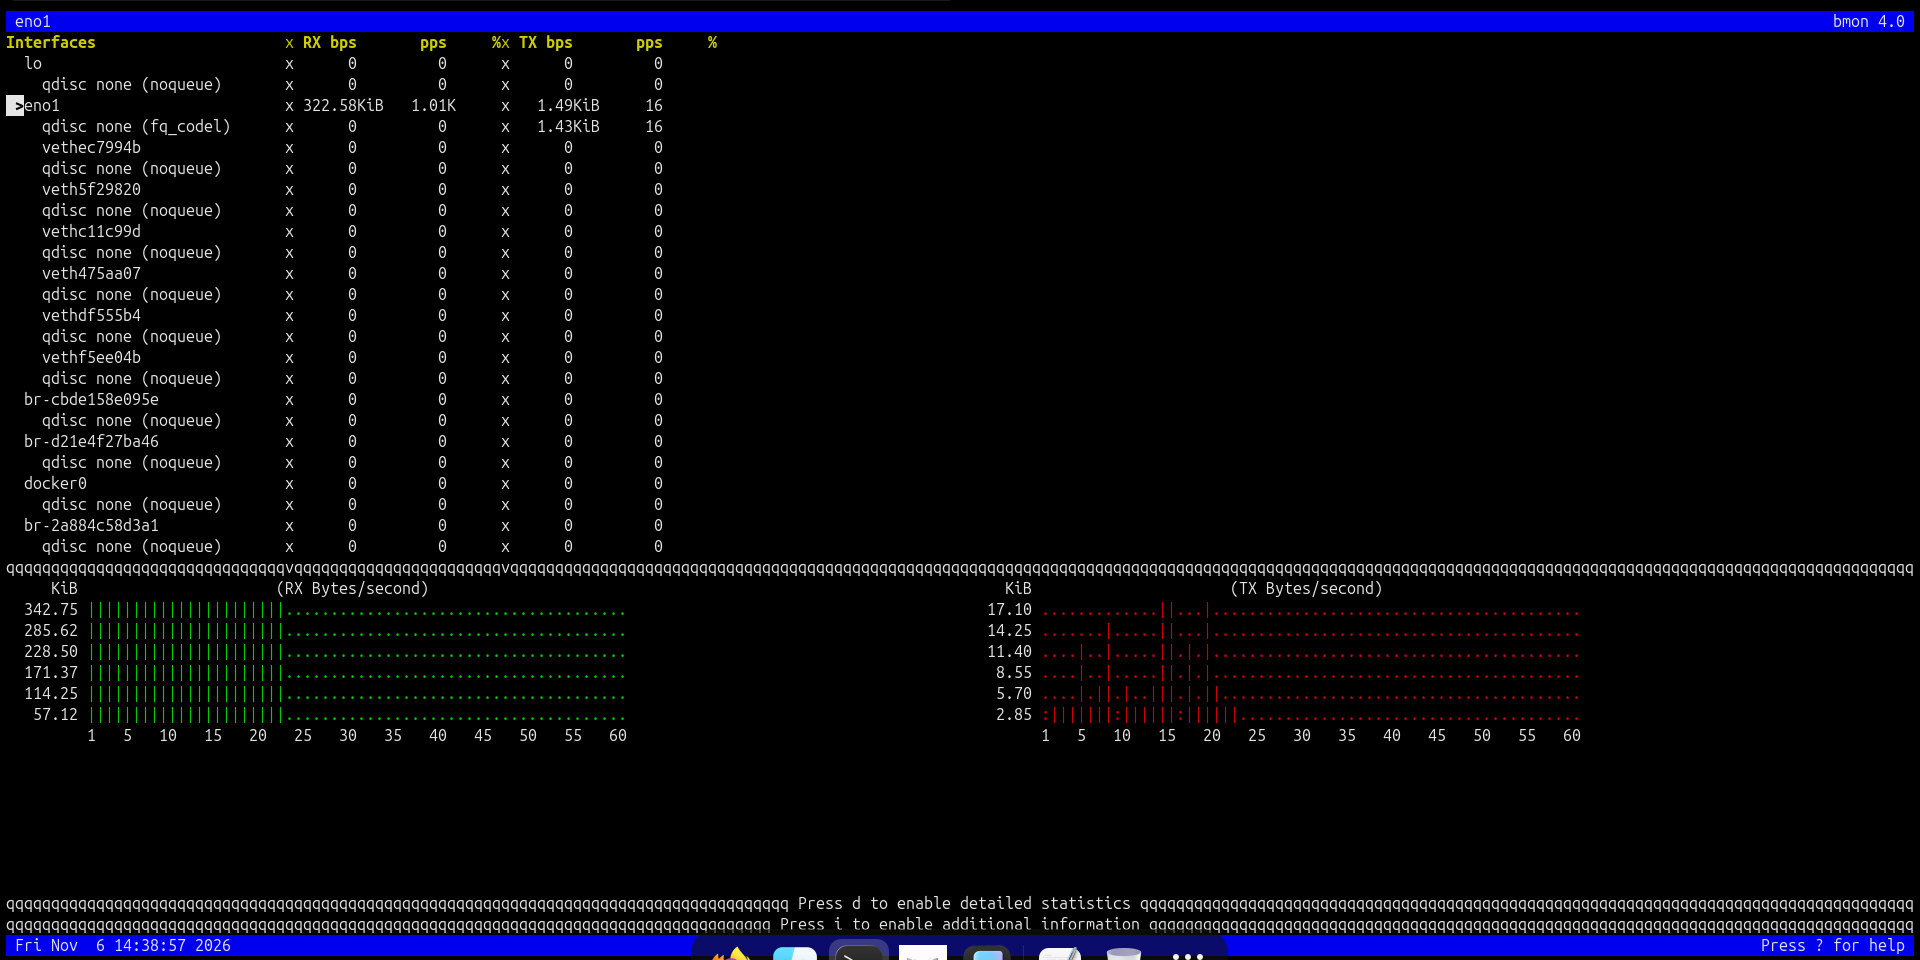 eno1 bmon 4.0
Interfaces x RX bps pps %x TX bps pps %
lo x 0 0 x 0 0
qdisc none (noqueue) x 0 0 x 0 0
>eno1 x 322.58KiB 1.01K x 1.49KiB 16
qdisc none (fq_codel) x 0 0 x 1.43KiB 16
vethec7994b x 0 0 x 0 0
qdisc none (noqueue) x 0 0 x 0 0
veth5f29820 x 0 0 x 0 0
qdisc none (noqueue) x 0 0 x 0 0
vethc11c99d x 0 0 x 0 0
qdisc none (noqueue) x 0 0 x 0 0
veth475aa07 x 0 0 x 0 0
qdisc none (noqueue) x 0 0 x 0 0
vethdf555b4 x 0 0 x 0 0
qdisc none (noqueue) x 0 0 x 0 0
vethf5ee04b x 0 0 x 0 0
qdisc none (noqueue) x 0 0 x 0 0
br-cbde158e095e x 0 0 x 0 0
qdisc none (noqueue) x 0 0 x 0 0
br-d21e4f27ba46 x 0 0 x 0 0
qdisc none (noqueue) x 0 0 x 0 0
docker0 x 0 0 x 0 0
qdisc none (noqueue) x 0 0 x 0 0
br-2a884c58d3a1 x 0 0 x 0 0
qdisc none (noqueue) x 0 0 x 0 0
KiB (RX Bytes/second) KiB (TX Bytes/second)
342.75 ||||||||||||||||||||||...................................... 17.10 .............||...|.........................................
285.62 ||||||||||||||||||||||...................................... 14.25 .......|.....||...|.........................................
228.50 ||||||||||||||||||||||...................................... 11.40 ....|..|.....||.|.|.........................................
171.37 ||||||||||||||||||||||...................................... 8.55 ....|..|.....||.|.|.........................................
114.25 ||||||||||||||||||||||...................................... 5.70 ....|.||.|..|||.|.||........................................
57.12 ||||||||||||||||||||||...................................... 2.85 :|||||||:||||||:||||||......................................
1 5 10 15 20 25 30 35 40 45 50 55 60 1 5 10 15 20 25 30 35 40 45 50 55 60
Press d to enable detailed statistics
Press i to enable additional information
Fri Nov 6 14:38:57 2026 Press ? for help